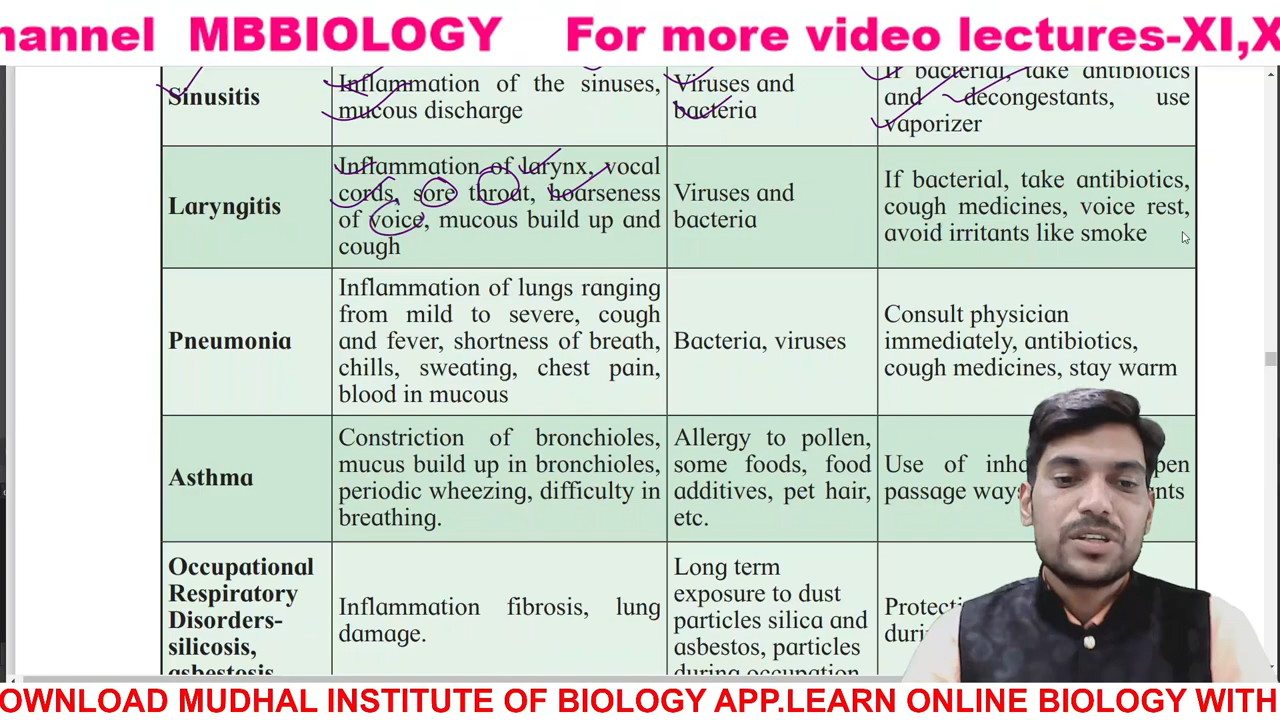 hannel MBBIOLOGY For more video lectures-XI,X
Sinusitis
Inflammation of the sinuses,
mucous discharge
Viruses and
bacteria
If bacterial, take antibiotics
and decongestants, use
vaporizer
Laryngitis
Inflammation of larynx, vocal
cords, sore throat, hoarseness
of voice, mucous build up and
cough
Viruses and
bacteria
If bacterial, take antibiotics,
cough medicines, voice rest,
avoid irritants like smoke
Pneumonia
Inflammation of lungs ranging
from mild to severe, cough
and fever, shortness of breath,
chills, sweating, chest pain,
blood in mucous
Bacteria, viruses
Consult physician
immediately, antibiotics,
cough medicines, stay warm
Asthma
Constriction of bronchioles,
mucus build up in bronchioles,
periodic wheezing, difficulty in
breathing.
Allergy to pollen,
some foods, food
additives, pet hair,
etc.
Use of
passage
Occupational
Respiratory
Disorders-
silicosis,
asbestosis
Inflammation fibrosis, lung
damage.
Long term
exposure to dust
particles silica and
asbestos, particles
during occupation
OWNLOAD MUDHAL INSTITUTE OF BIOLOGY APP.LEARN ONLINE BIOLOGY WITH